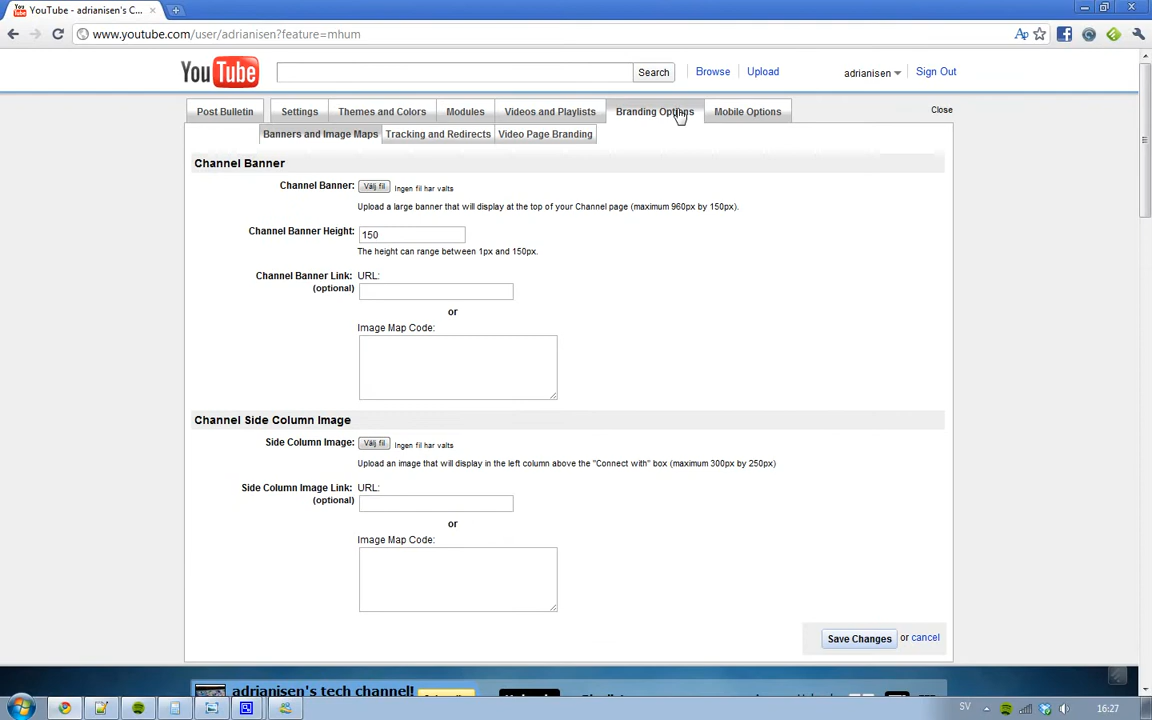 YouTube - adrianisen's C...
www.youtube.com/user/adrianisen?feature=mhum
YouTube Search Browse Upload adrianisen Sign Out
Post Bulletin Settings Themes and Colors Modules Videos and Playlists Branding Options Mobile Options Close
Banners and Image Maps Tracking and Redirects Video Page Branding
Channel Banner
Channel Banner: Välj fil Ingen fil har valts
Upload a large banner that will display at the top of your Channel page (maximum 960px by 150px).
Channel Banner Height: 150
The height can range between 1px and 150px.
Channel Banner Link: URL:
(optional)
or
Image Map Code:
Channel Side Column Image
Side Column Image: Välj fil Ingen fil har valts
Upload an image that will display in the left column above the "Connect with" box (maximum 300px by 250px)
Side Column Image Link: URL:
(optional)
or
Image Map Code:
Save Changes or cancel
adrianisen's tech channel!
SV 16:27